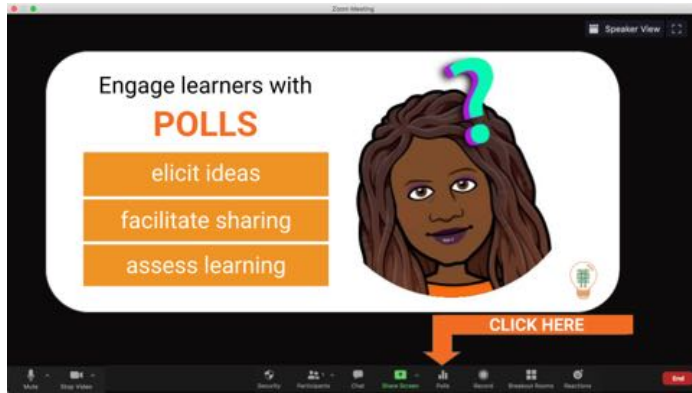 Zoom Meeting
Speaker View
Engage learners with
POLLS
elicit ideas
facilitate sharing
assess learning
?
CLICK HERE
Mute Stop Video Security Participants 1 Chat Share Screen Polls Record Breakout Rooms Reactions End